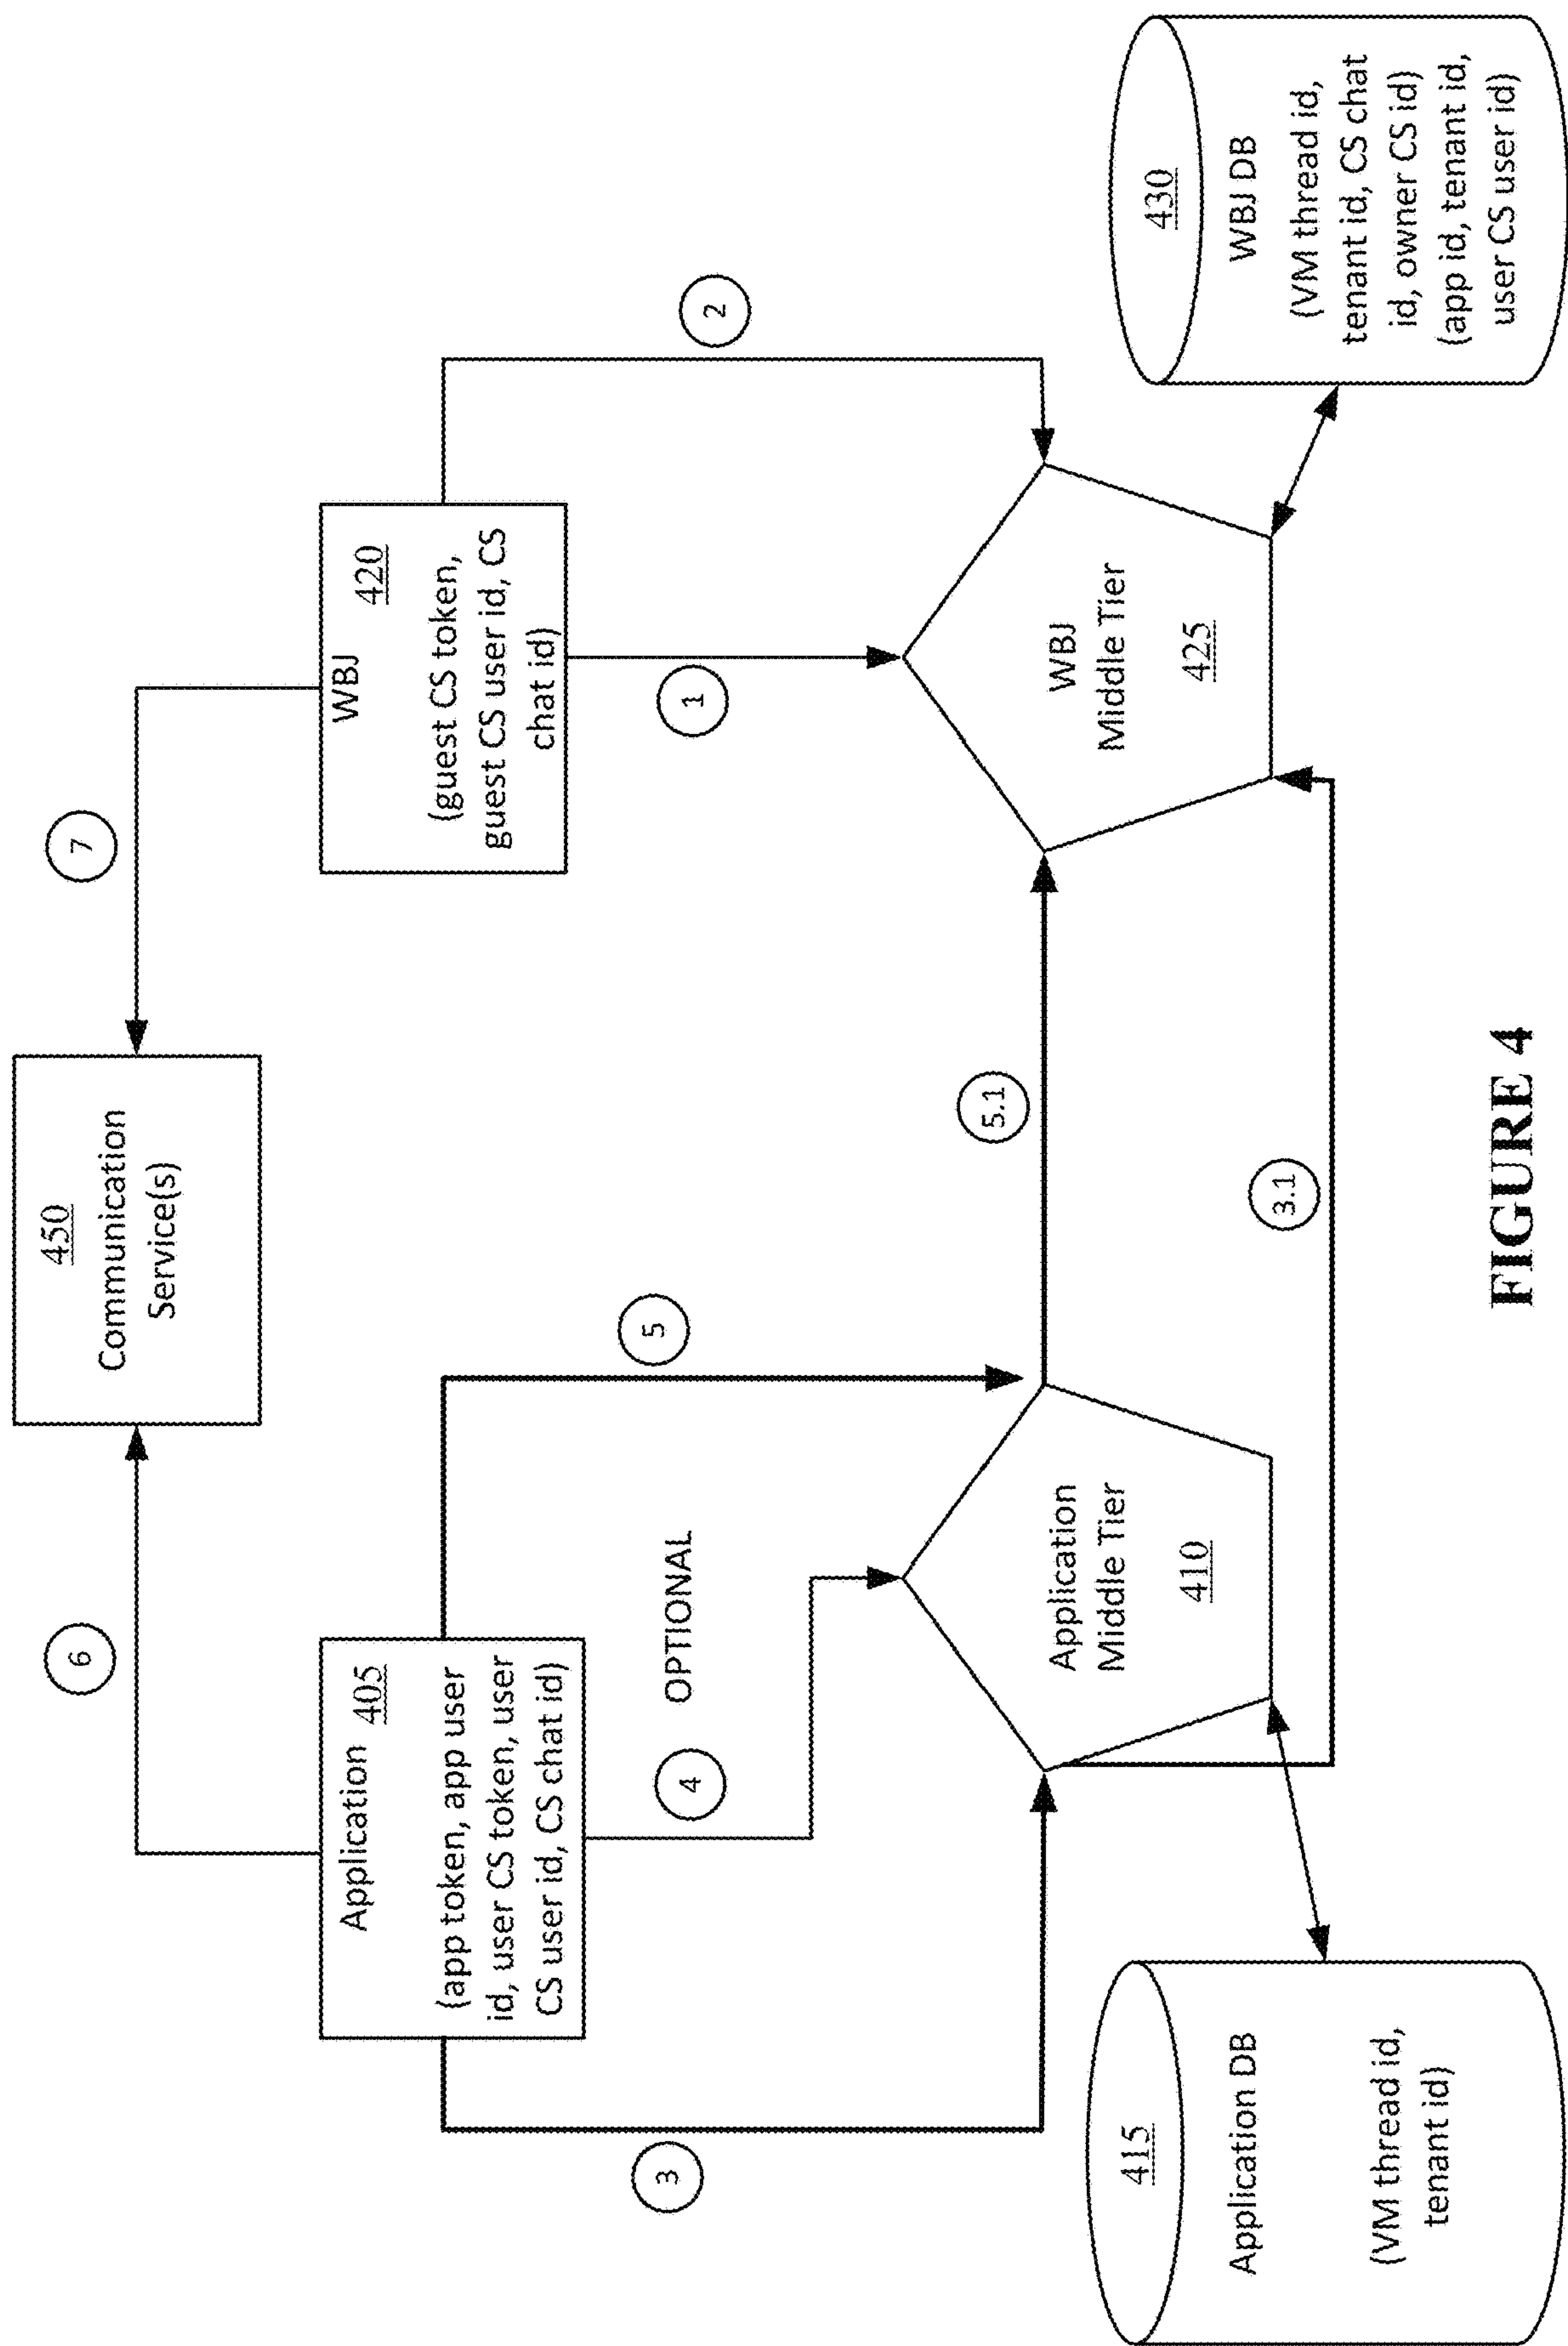 6
7
450
Communication
Service(s)
Application
405
(app token, app user
id, user CS token, user
CS user id, CS chat id)
WBJ
420
(guest CS token,
guest CS user id, CS
chat id)
3
4
OPTIONAL
5
1
2
5.1
Application
Middle Tier
410
WBJ
Middle Tier
425
3.1
415
Application DB
(VM thread id,
tenant id)
430
WBJ DB
(VM thread id,
tenant id, CS chat
id, owner CS id)
(app id, tenant id,
user CS user id)
FIGURE 4